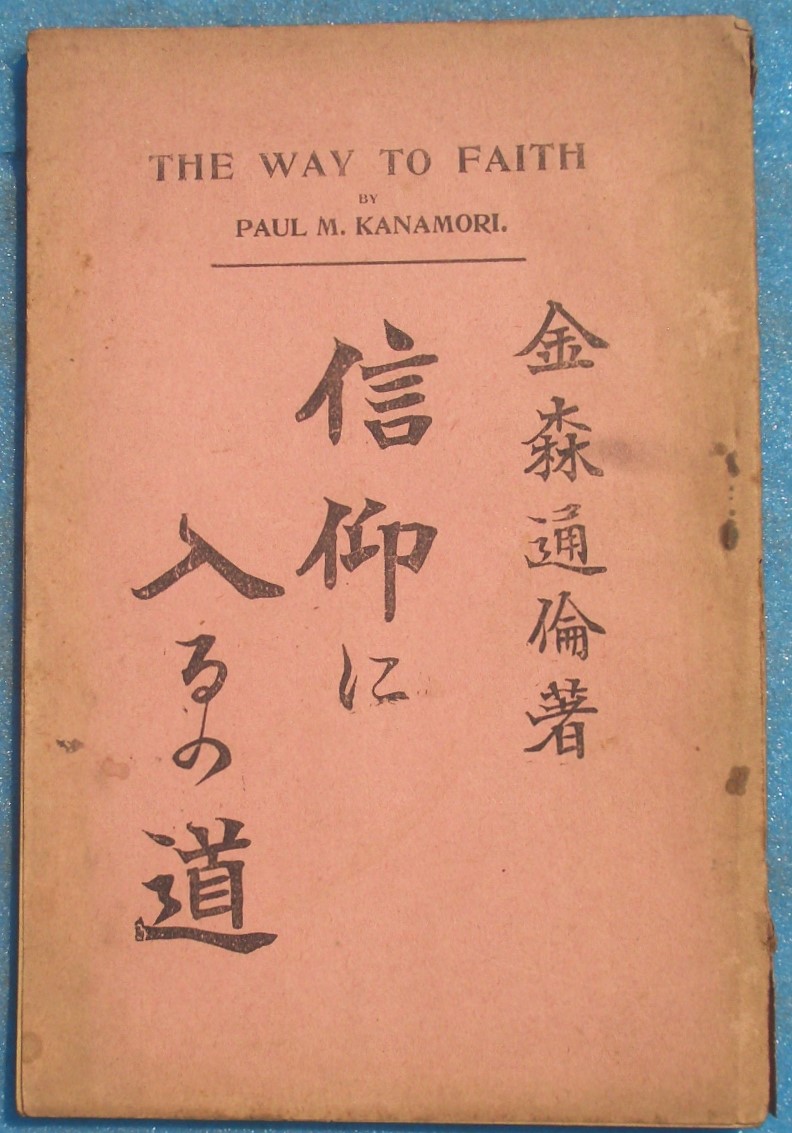 THE WAY TO FAITH
BY
PAUL M. KANAMORI.
金森通倫著
信仰に
入るの道